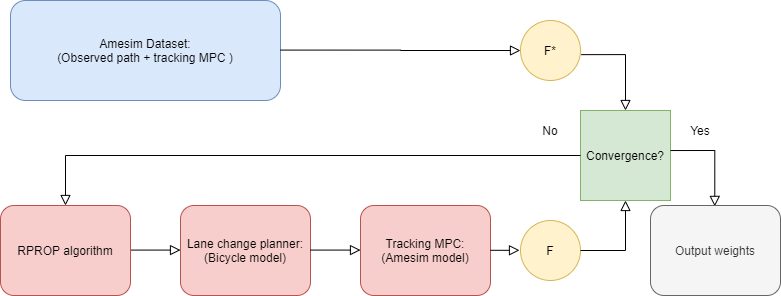 Amesim Dataset:
(Observed path + tracking MPC )
F*
No
Yes
Convergence?
RPROP algorithm
Lane change planner:
(Bicycle model)
Tracking MPC:
(Amesim model)
F
Output weights